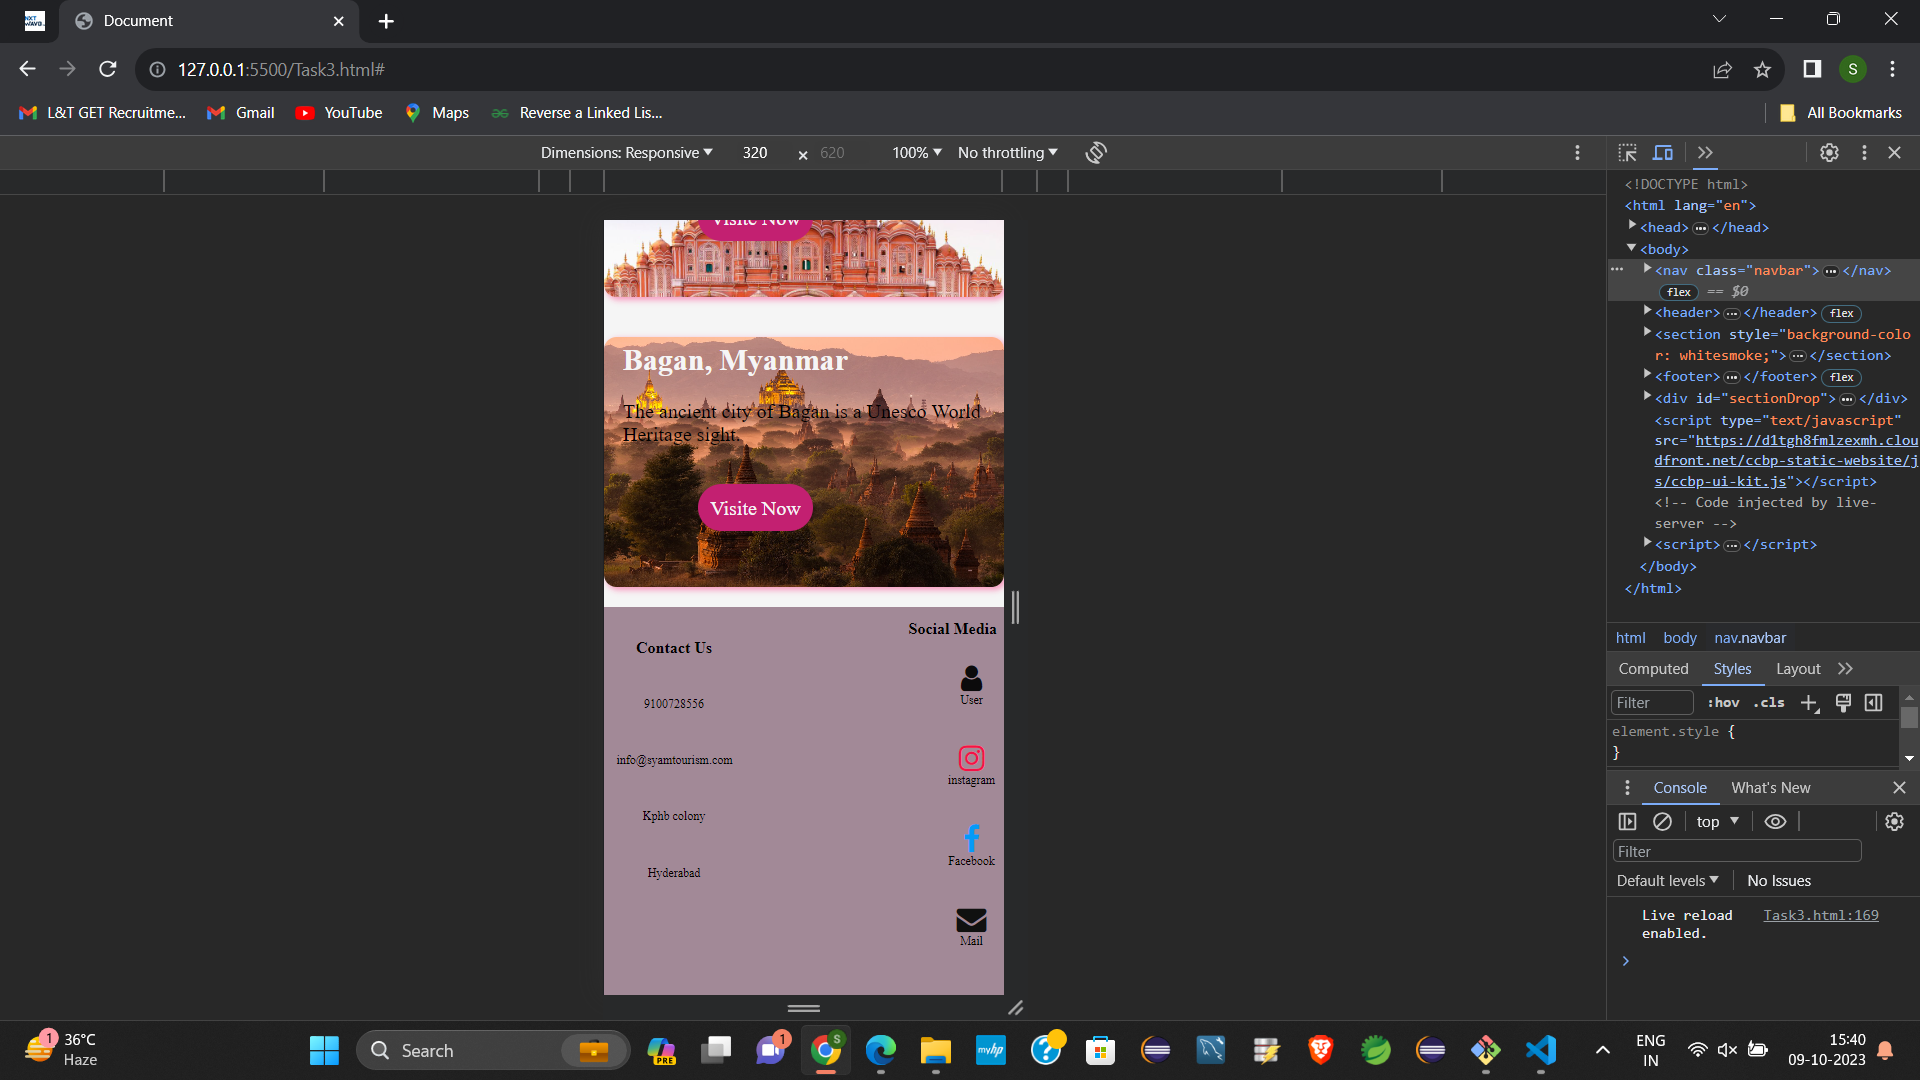 Document
127.0.0.1:5500/Task3.html#
S
L&T GET Recruitme...
Gmail
YouTube
Maps
Reverse a Linked Lis...
All Bookmarks
Dimensions: Responsive
320
x
620
100%
No throttling
Visite Now
Bagan, Myanmar
The ancient city of Bagan is a Unesco World
Heritage sight.
Visite Now
Contact Us
9100728556
info@syamtourism.com
Kphb colony
Hyderabad
Social Media
User
instagram
Facebook
Mail
<!DOCTYPE html>
<html lang="en">
<head> ... </head>
<body>
... <nav class="navbar"> ... </nav>
flex == $0
<header> ... </header> flex
<section style="background-colo
r: whitesmoke;"> ... </section>
<footer> ... </footer> flex
<div id="sectionDrop"> ... </div>
<script type="text/javascript"
src="https://d1tgh8fmlzexmh.clou
dfront.net/ccbp-static-website/j
s/ccbp-ui-kit.js"></script>
<!-- Code injected by live-
server -->
<script> ... </script>
</body>
</html>
html body nav.navbar
Computed Styles Layout
Filter :hov .cls
element.style {
}
Console What's New
top
Filter
Default levels No Issues
Live reload Task3.html:169
enabled.
1
36°C
Haze
Search
PRE
1
S
myhp
ENG
IN
15:40
09-10-2023